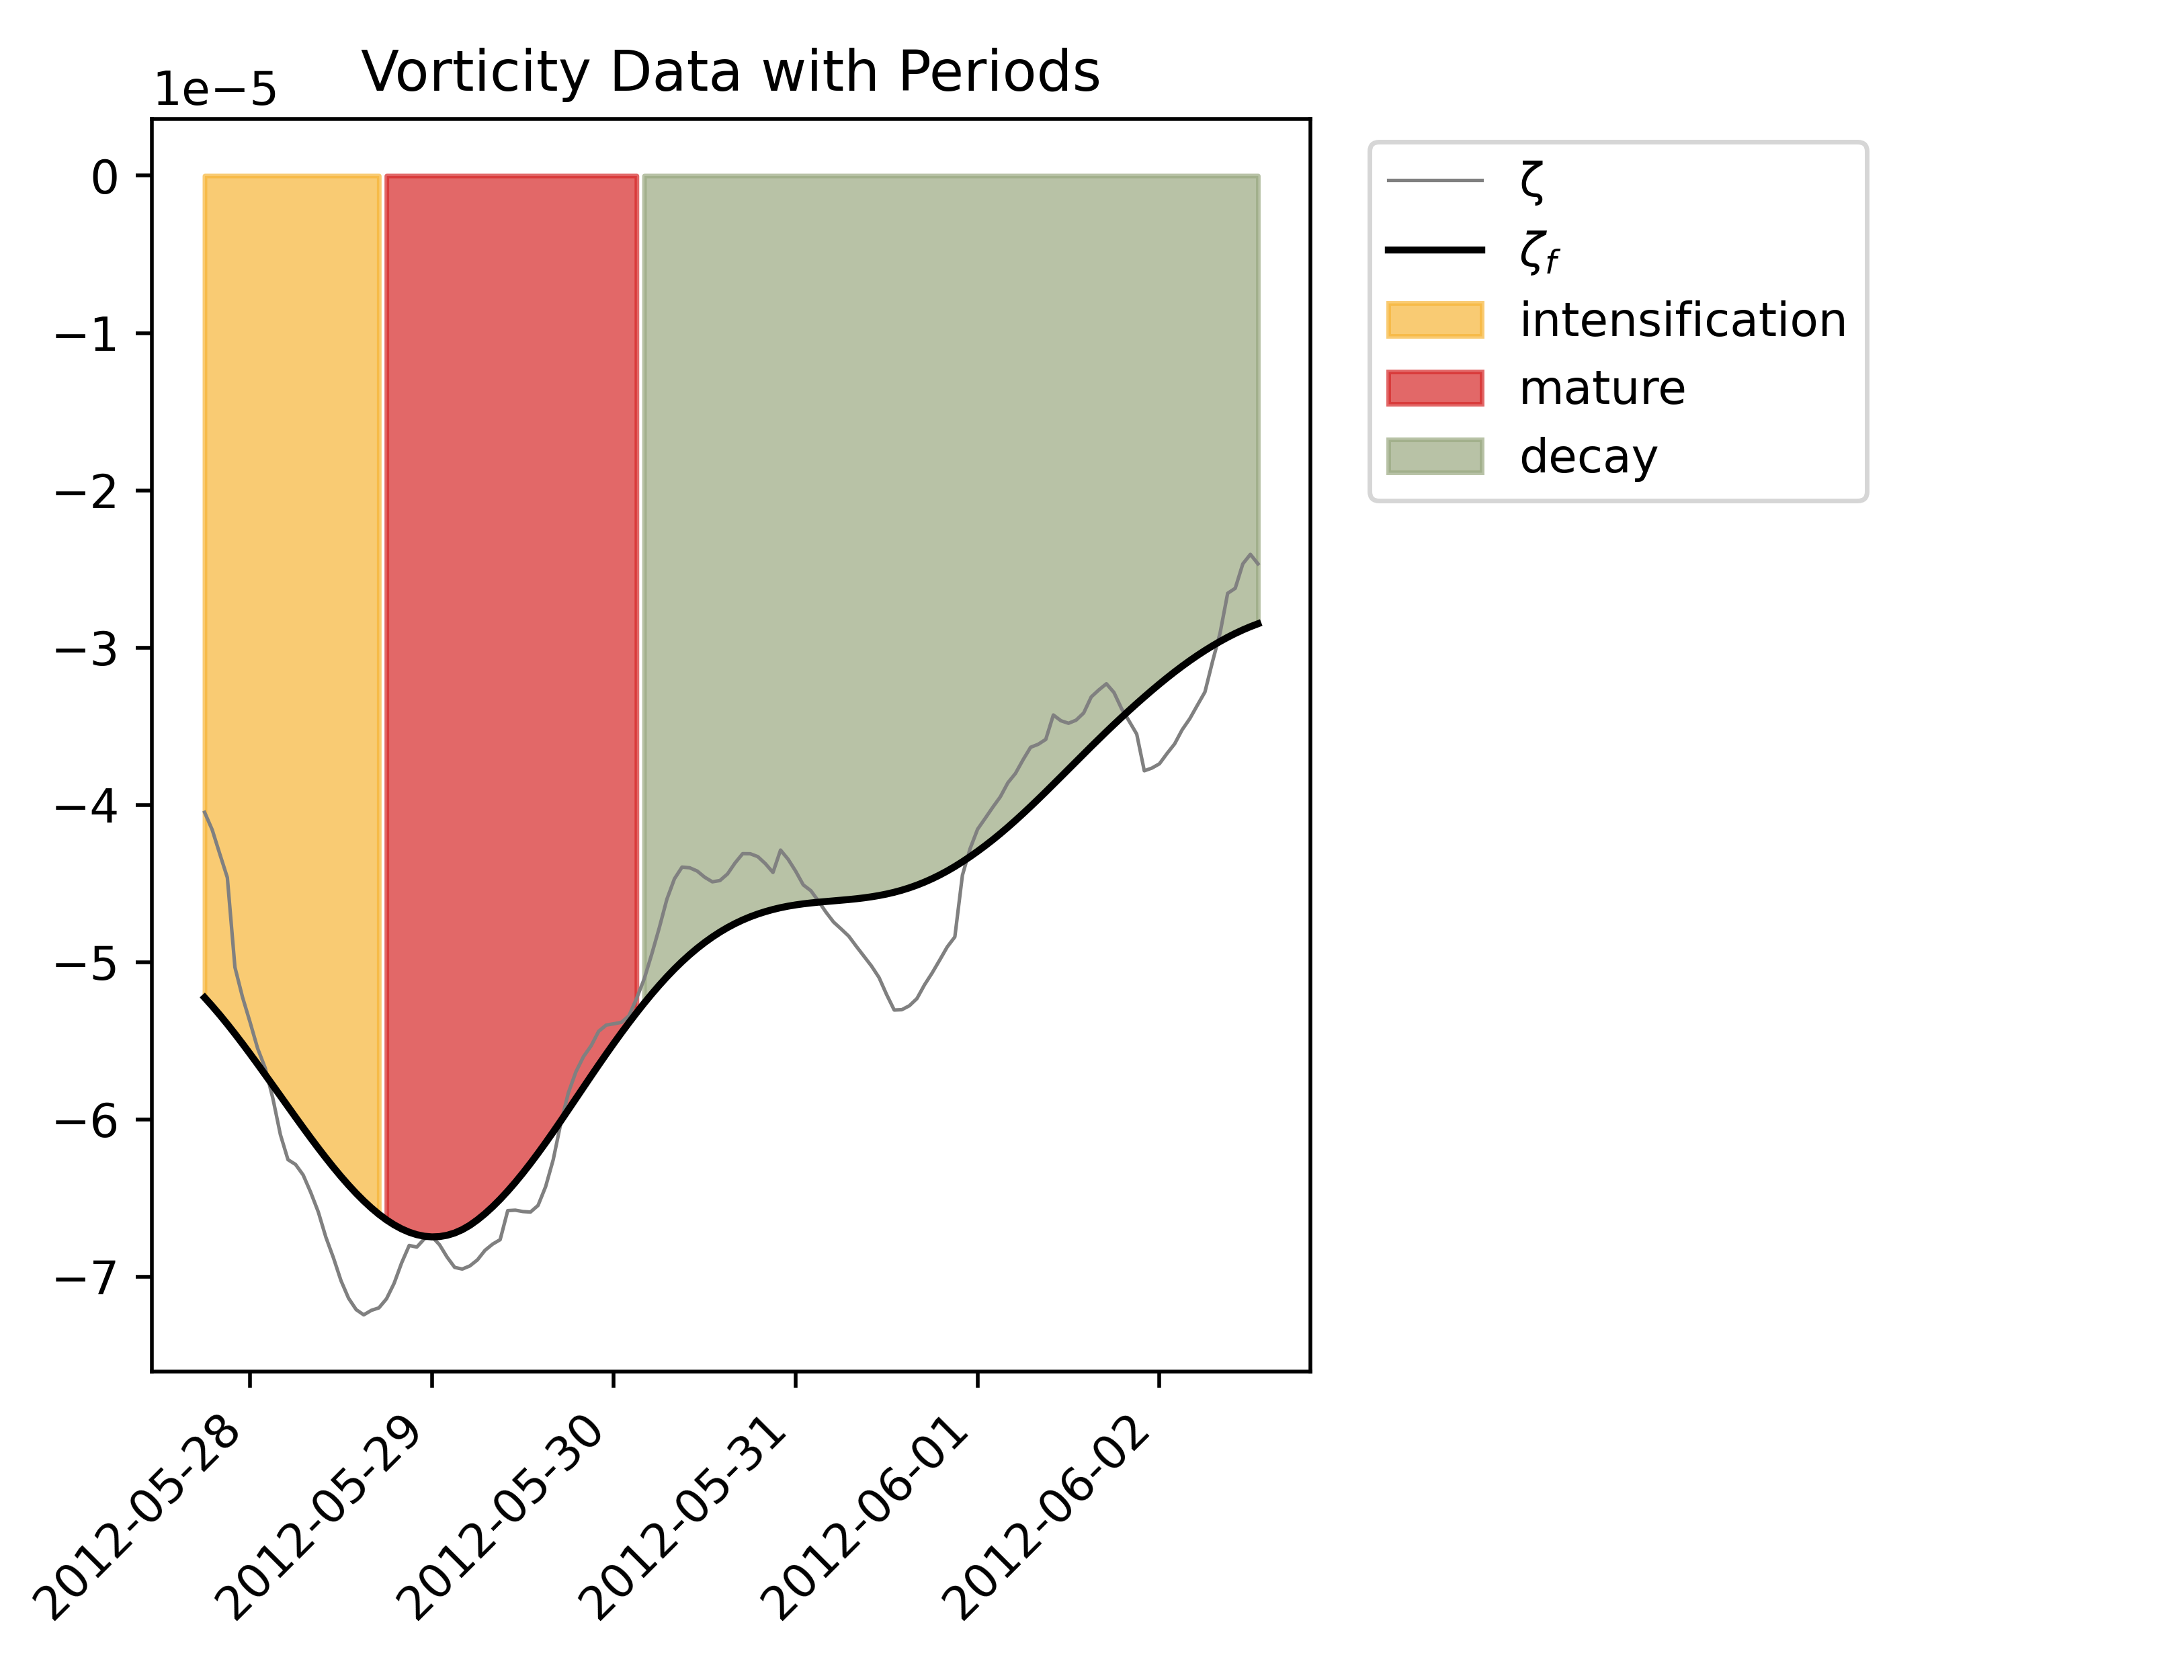 Vorticity Data with Periods
1e−5
0
−1
−2
−3
−4
−5
−6
−7
2012-05-28
2012-05-29
2012-05-30
2012-05-31
2012-06-01
2012-06-02
ζ
ζf
intensification
mature
decay